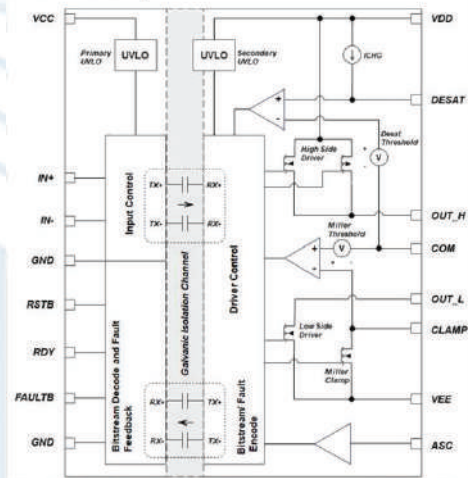 VCC
VDD
Primary
UVLO
UVLO
UVLO
Secondary
UVLO
ICHG
DESAT
+
-
+
-
V
Desat
Threshold
High Side
Driver
IN+
TX+
RX+
IN-
TX-
RX-
Input Control
Miller
Threshold
OUT_H
V
COM
+
-
+
-
GND
Galvanic Isolation Channel
Driver Control
OUT_L
RSTB
CLAMP
Low Side
Driver
Miller
Clamp
RDY
FAULTB
RX+
TX+
VEE
Bitstream Decode and Fault
Feedback
Bitstream/ Fault
Encode
GND
RX-
TX-
ASC